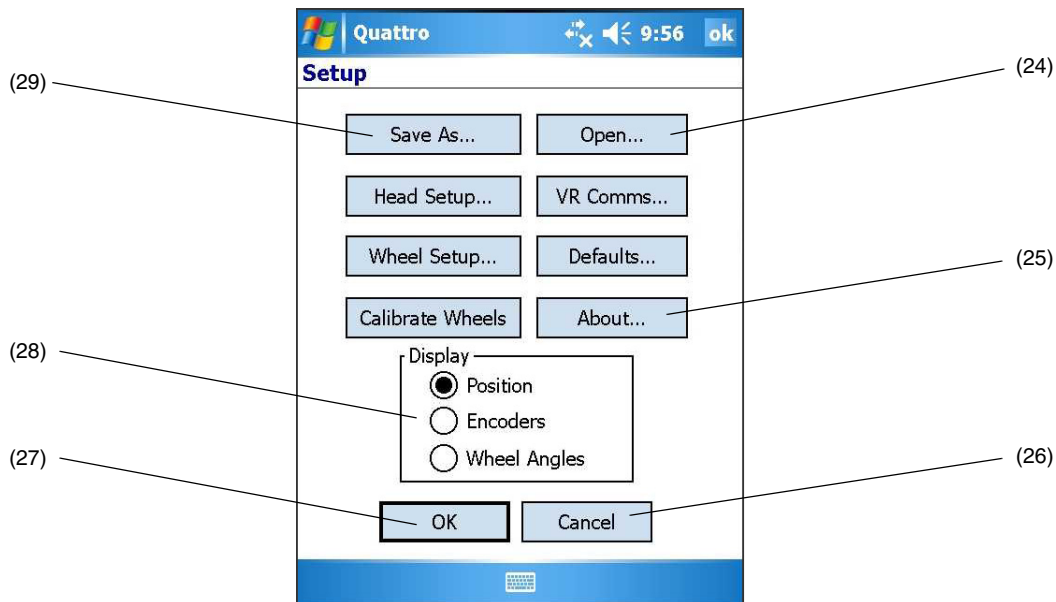 Quattro 9:56 ok
Setup
(29)
(24)
Save As... Open...
Head Setup... VR Comms...
Wheel Setup... Defaults...
(25)
Calibrate Wheels About...
(28)
Display
Position
Encoders
Wheel Angles
(27)
(26)
OK Cancel